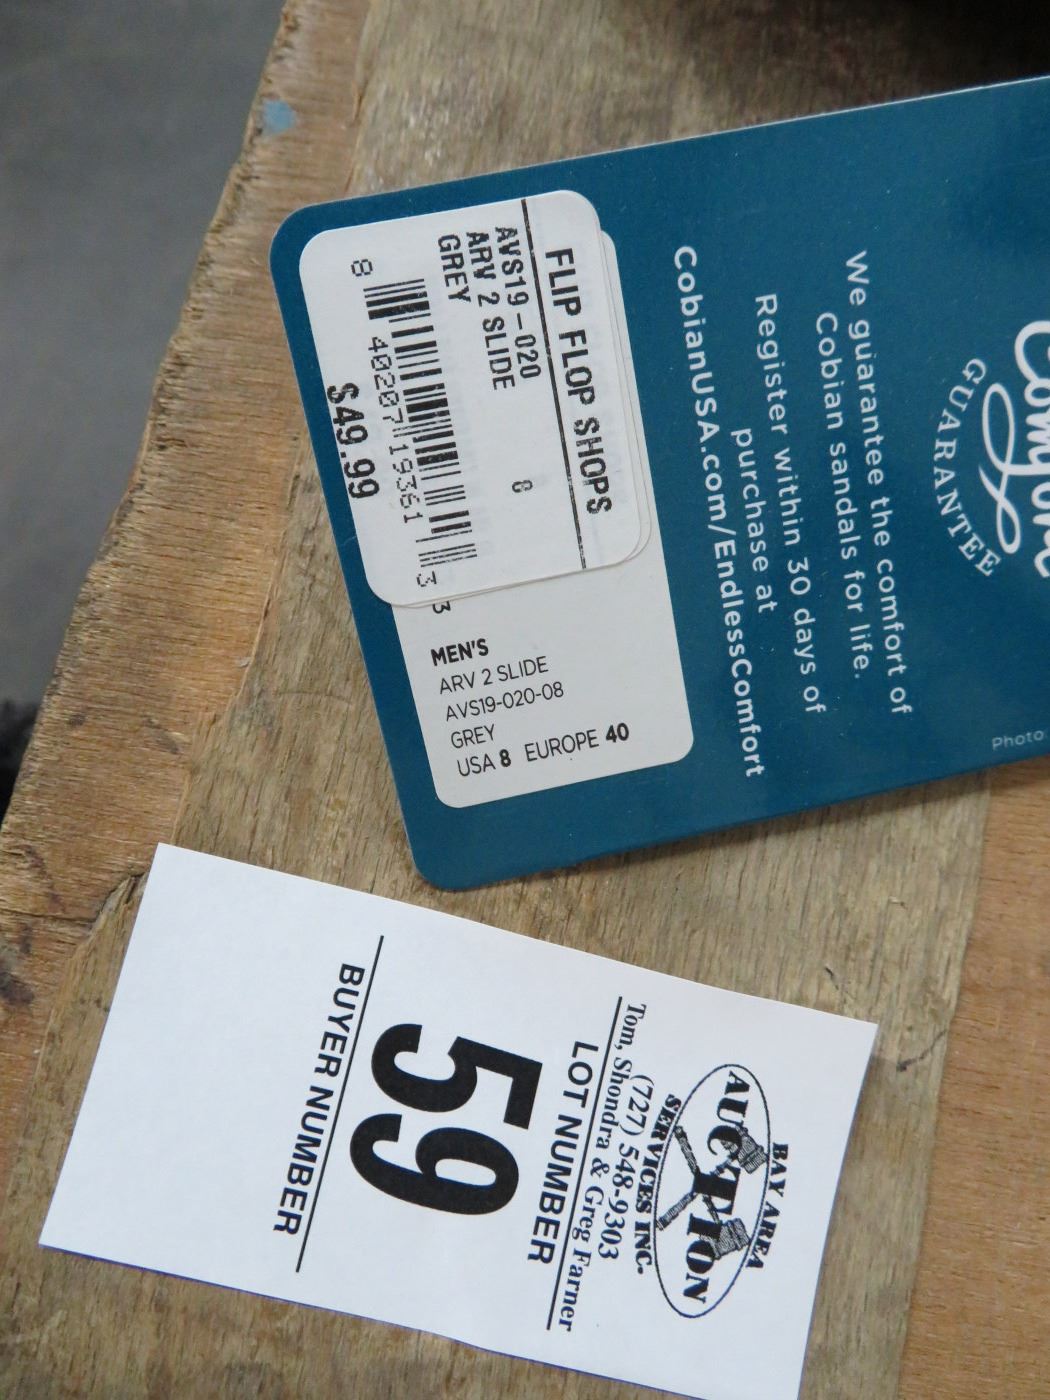 Comfort
GUARANTEE
We guarantee the comfort of
Cobian sandals for life.
Register within 30 days of
purchase at
CobianUSA.com/EndlessComfort
Photo
FLIP FLOP SHOPS
AVS19-020 8
ARV 2 SLIDE
GREY
8 40207 19361 3
$49.99
3
MEN'S
ARV 2 SLIDE
AVS19-020-08
GREY
USA 8 EUROPE 40
BAY AREA
AUCTION
SERVICES INC.
(727) 548-9303
Tom, Shondra & Greg Farner
LOT NUMBER
59
BUYER NUMBER